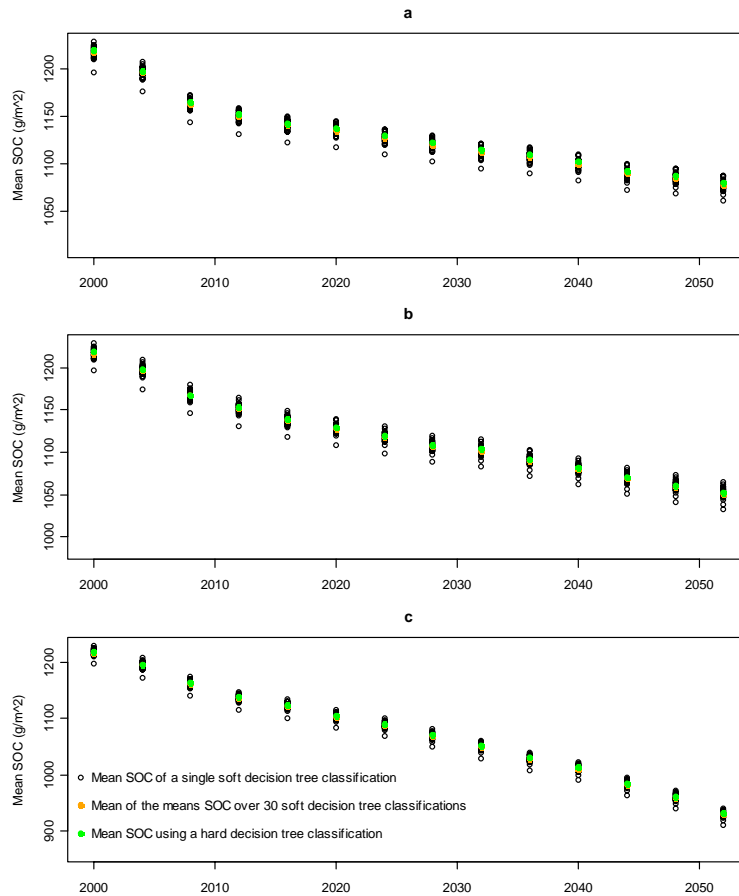 a
Mean SOC (g/m^2)
1200
1150
1100
1050
2000 2010 2020 2030 2040 2050
b
Mean SOC (g/m^2)
1200
1150
1100
1050
1000
2000 2010 2020 2030 2040 2050
c
Mean SOC (g/m^2)
1200
1100
1000
900
Mean SOC of a single soft decision tree classification
Mean of the means SOC over 30 soft decision tree classifications
Mean SOC using a hard decision tree classification
2000 2010 2020 2030 2040 2050